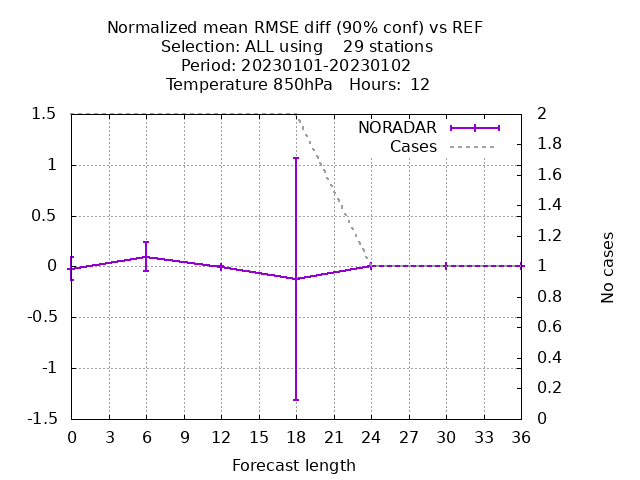 Normalized mean RMSE diff (90% conf) vs REF
Selection: ALL using    29 stations
Period: 20230101-20230102
Temperature 850hPa   Hours:  12
NORADAR
Cases
1.5
1
0.5
0
-0.5
-1
-1.5
2
1.8
1.6
1.4
1.2
1
0.8
0.6
0.4
0.2
0
No cases
0 3 6 9 12 15 18 21 24 27 30 33 36
Forecast length